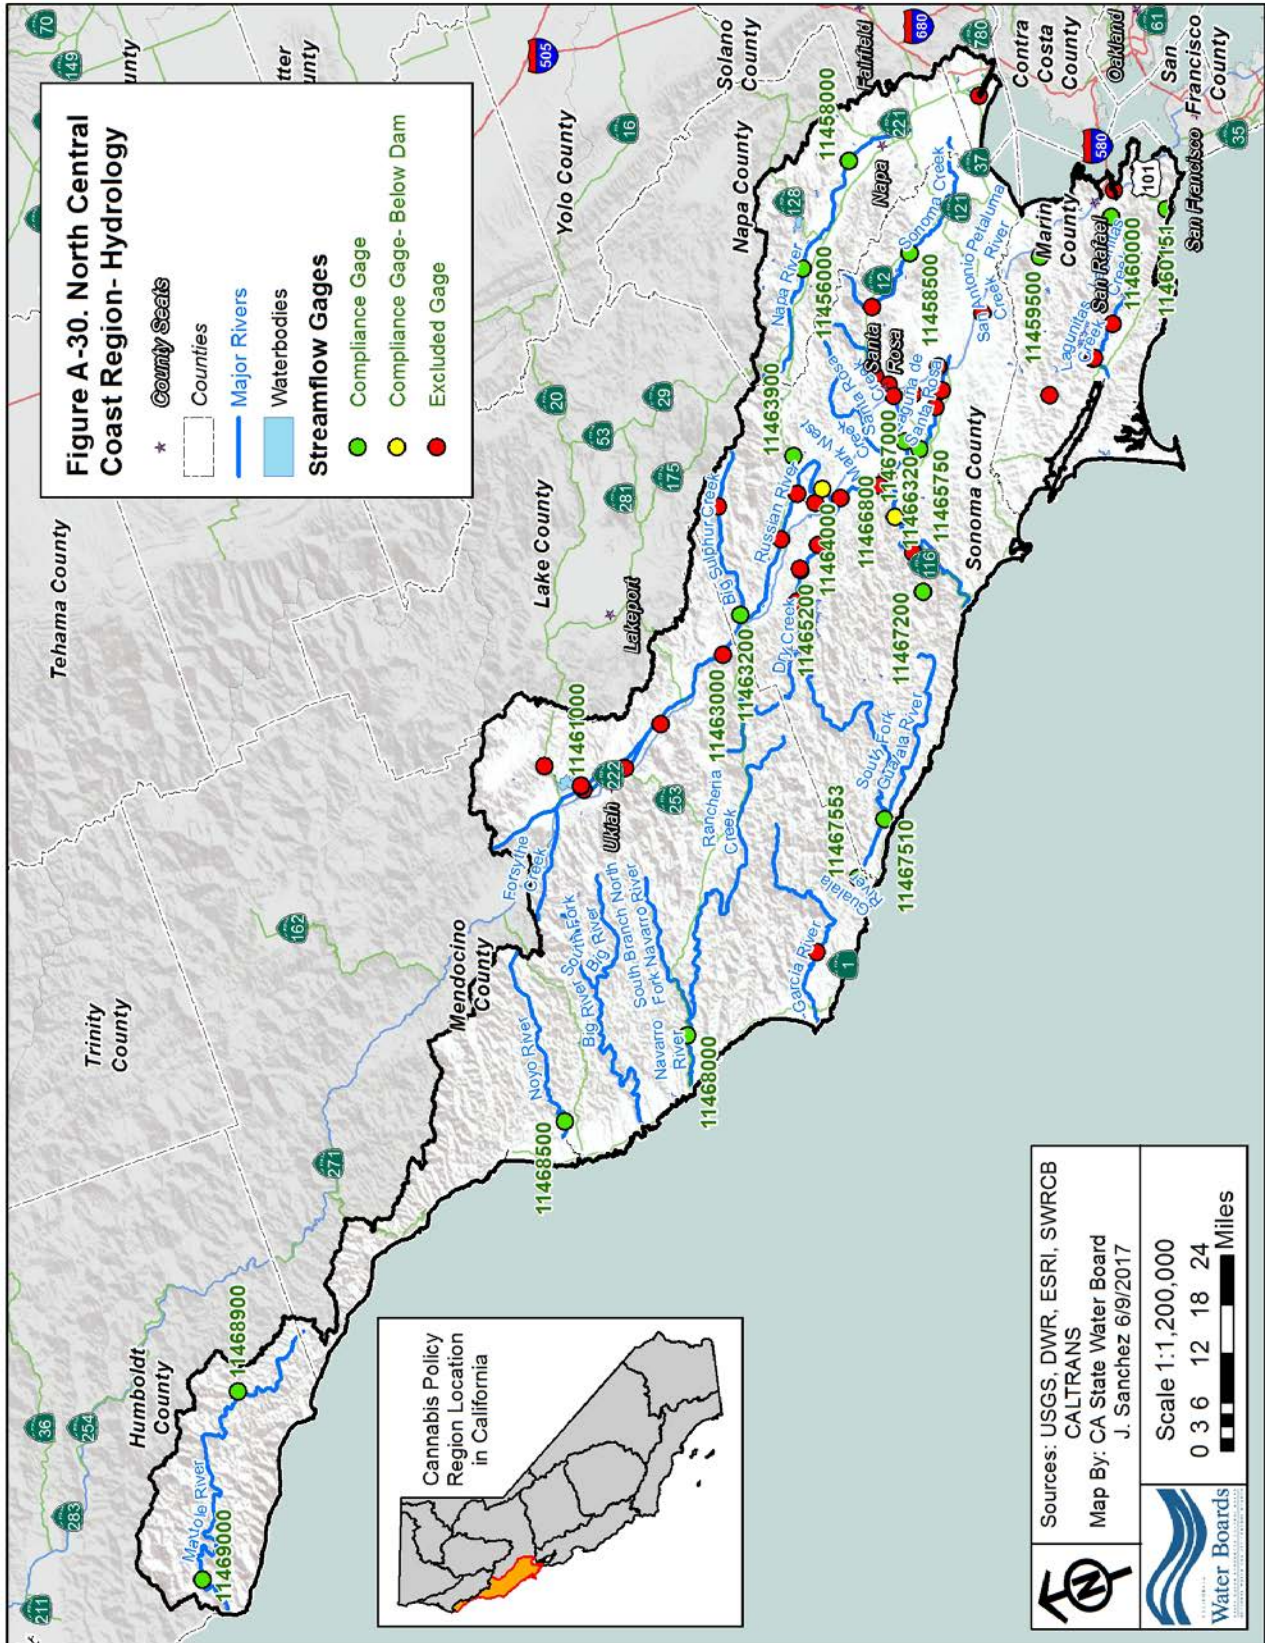 Figure A-30. North Central
Coast Region- Hydrology
County Seats
Counties
Major Rivers
Waterbodies
Streamflow Gages
Compliance Gage
Compliance Gage- Below Dam
Excluded Gage
Tehama County
Trinity
County
Humboldt
County
Mendocino
County
Lake County
Yolo County
Napa County
Solano
County
Contra
Costa
County
San
Francisco
County
Marin
County
Sonoma County
unty
tter
unty
Lakeport
Ukiah
Santa
Rosa
Napa
Fairfield
Oakland
San Rafael
San Francisco
Mattole River
Noyo River
Big River
South Fork
Big River
South Branch North
Fork Navarro River
Navarro
River
Rancheria
Creek
Garcia River
Gualala
River
South Fork
Gualala River
Forsythe
Creek
Russian River
Big Sulphur Creek
Dry Creek
Mark West
Creek
Santa Rosa
Creek
Laguna de
Santa Rosa
Napa River
Sonoma Creek
Petaluma
River
San Antonio
Creek
Lagunitas
Creek
11469000
11468900
11468500
11468000
11467553
11467510
11467200
11461000
11463000
11463200
11463900
11464000
11465200
11465750
11466320
11466800
11467000
11456000
11458000
11458500
11459500
11460000
11460151
70
149
505
16
680
780
61
221
128
37
580
101
35
121
12
20
53
29
281
175
116
222
253
1
162
271
36
254
283
211
Cannabis Policy
Region Location
in California
N
Sources: USGS, DWR, ESRI, SWRCB
CALTRANS
Map By: CA State Water Board
J. Sanchez 6/9/2017
Water Boards
Scale 1:1,200,000
0 3 6 12 18 24
Miles